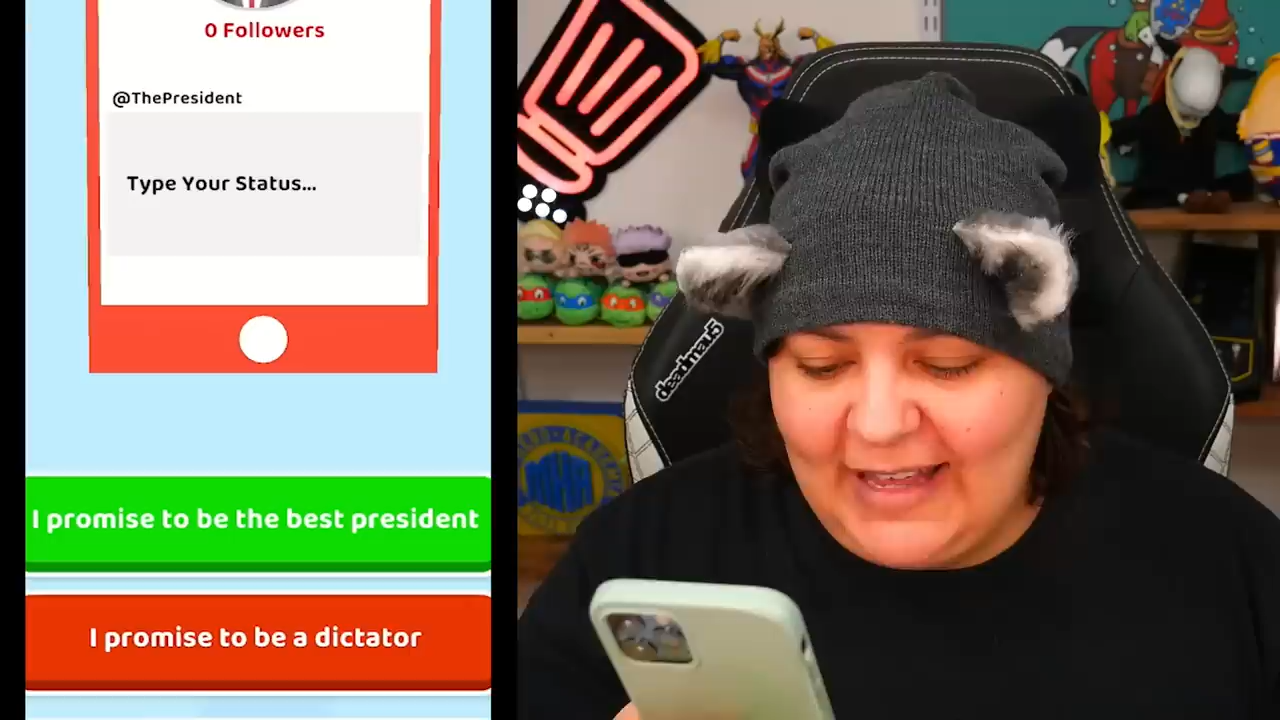 0 Followers
@ThePresident
Type Your Status...
I promise to be the best president
I promise to be a dictator
deadmau5